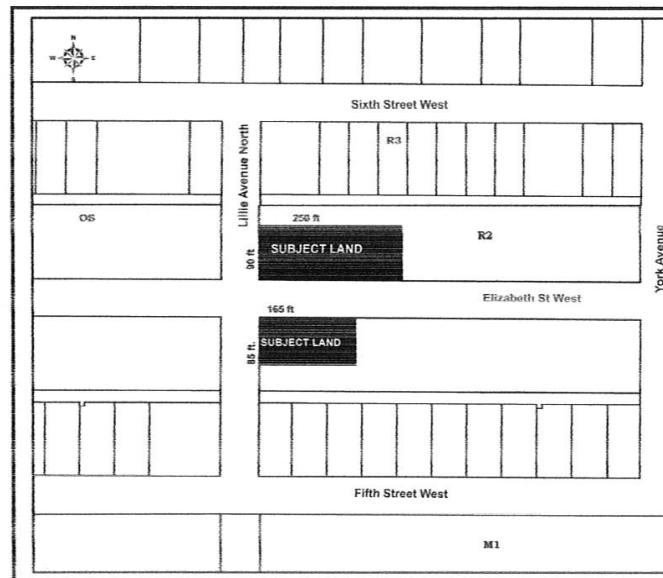 N
W E
S
Sixth Street West
Lillie Avenue North
R3
OS
250 ft
R2
SUBJECT LAND
90 ft
York Avenue
Elizabeth St West
165 ft
SUBJECT LAND
85 ft.
Fifth Street West
M1